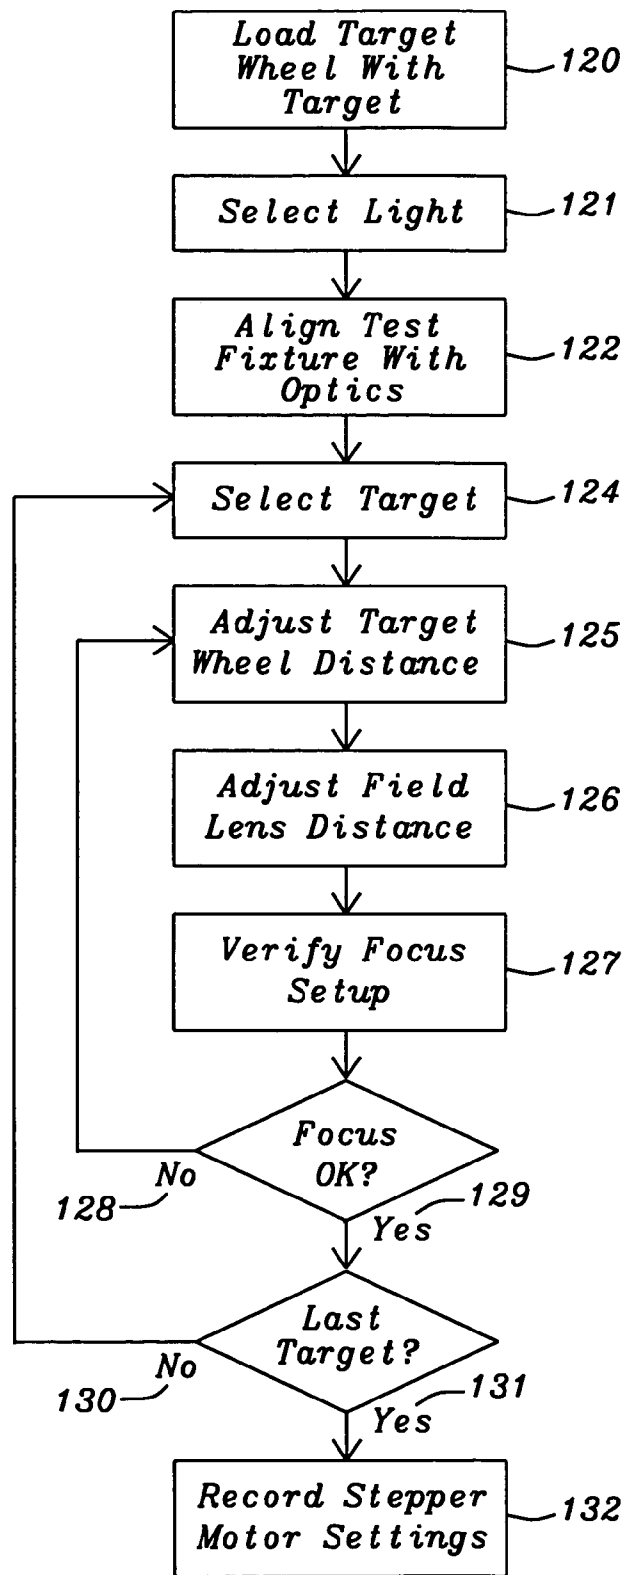 Load Target
Wheel With
Target
120
Select Light
121
Align Test
Fixture With
Optics
122
Select Target
124
Adjust Target
Wheel Distance
125
Adjust Field
Lens Distance
126
Verify Focus
Setup
127
Focus
OK?
No
128
129
Yes
Last
Target?
No
130
131
Yes
Record Stepper
Motor Settings
132